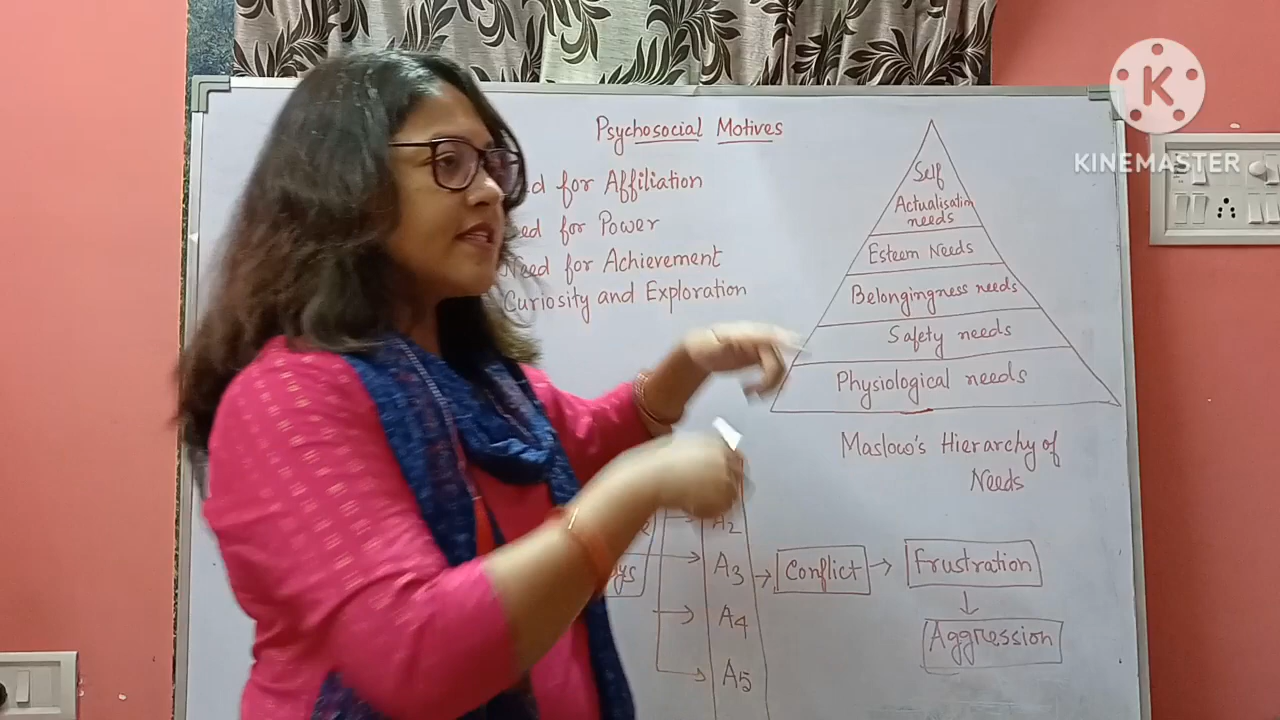 Psychosocial Motives
for Affiliation
for Power
Need for Achievement
Curiosity and Exploration
Self
Actualisation
needs
Esteem Needs
Belongingness needs
Safety needs
Physiological needs
Maslow's Hierarchy of
Needs
A2
A3
A4
A5
Conflict
Frustration
Aggression
K
KINEMASTER